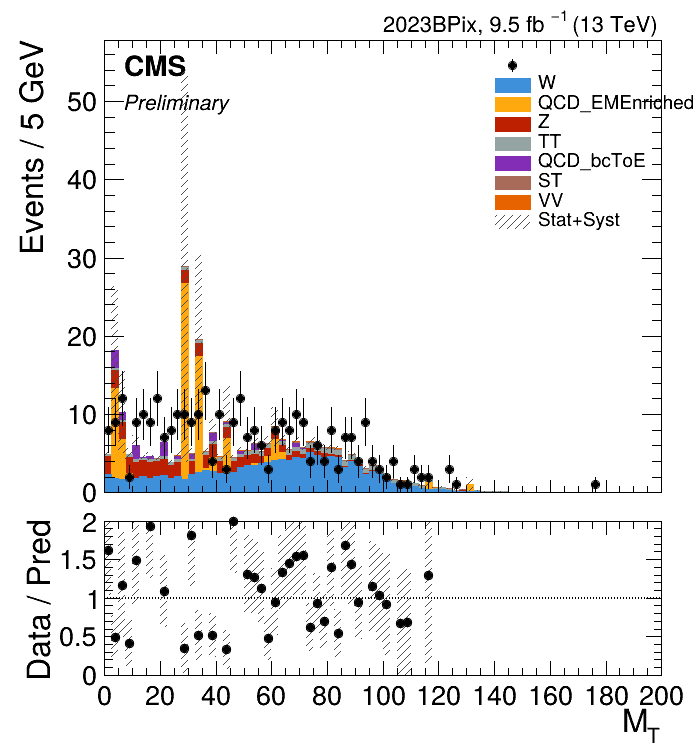 2023BPix, 9.5 fb⁻¹ (13 TeV)
CMS
Preliminary
W
QCD_EMEnriched
Z
TT
QCD_bcToE
ST
VV
Stat+Syst
Events / 5 GeV
50
40
30
20
10
0
Data / Pred
2
1.5
1
0.5
0
0 20 40 60 80 100 120 140 160 180 200
M_T